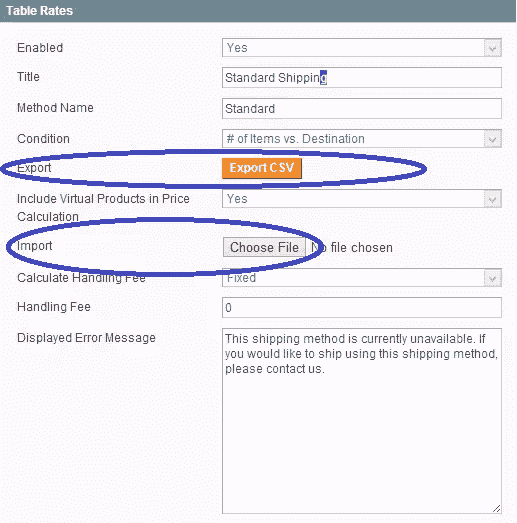 Table Rates
Enabled Yes
Title Standard Shipping
Method Name Standard
Condition # of Items vs. Destination
Export Export CSV
Include Virtual Products in Price Yes
Calculation
Import Choose File No file chosen
Calculate Handling Fee Fixed
Handling Fee 0
Displayed Error Message This shipping method is currently unavailable. If
you would like to ship using this shipping method,
please contact us.